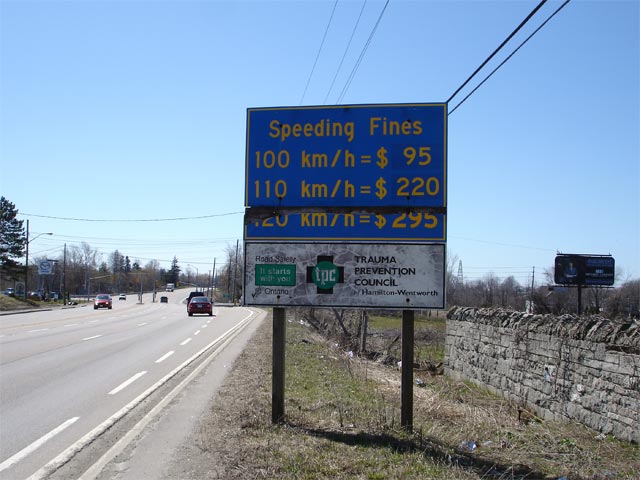 Speeding Fines
100 km/h = $ 95
110 km/h = $ 220
120 km/h = $ 295
Road Safety
It starts
with you
Ontario
tpc
TRAUMA
PREVENTION
COUNCIL
Hamilton-Wentworth